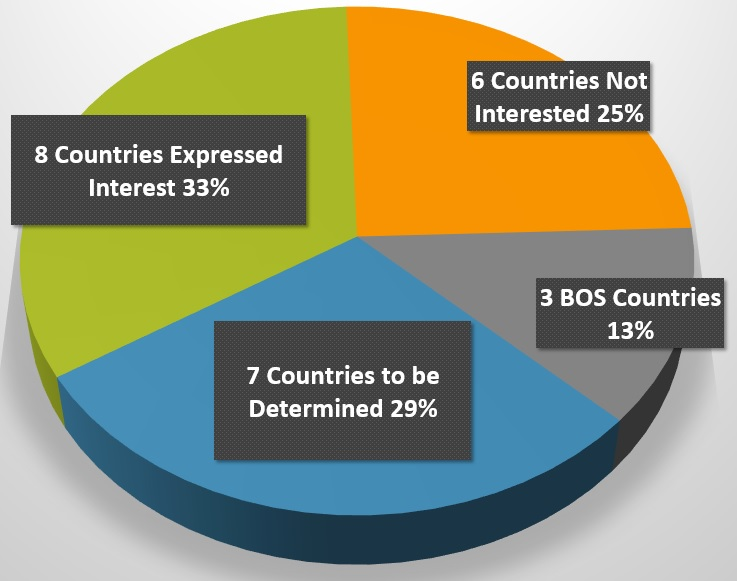 6 Countries Not
Interested 25%
8 Countries Expressed
Interest 33%
3 BOS Countries
13%
7 Countries to be
Determined 29%